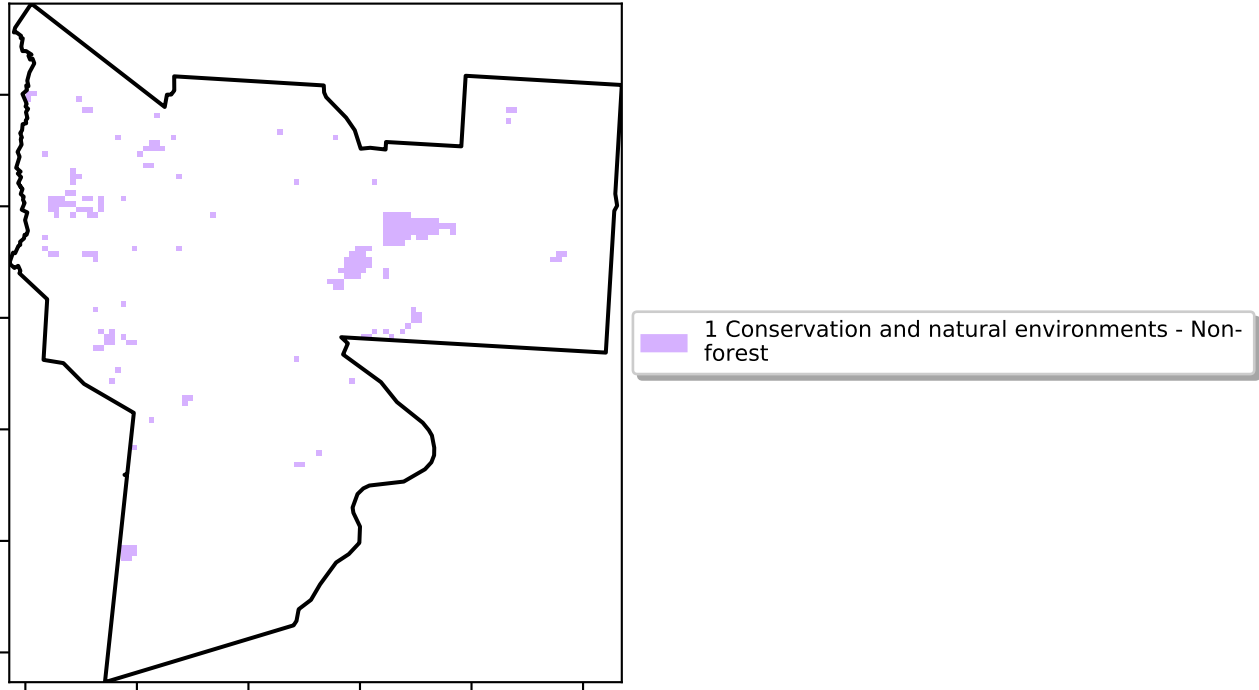 1 Conservation and natural environments - Non-
forest